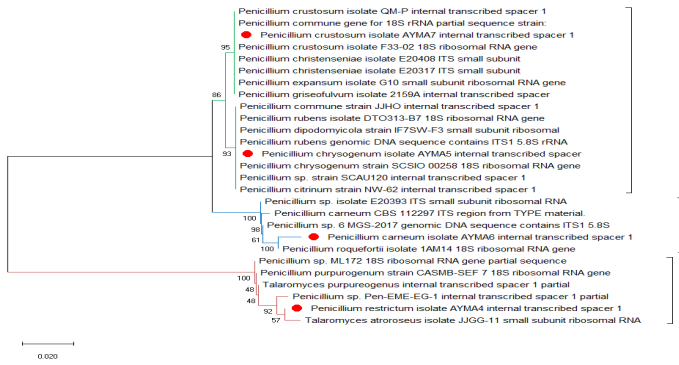 Penicillium crustosum isolate QM-P internal transcribed spacer 1
Penicillium commune gene for 18S rRNA partial sequence strain:
Penicillium crustosum isolate AYMA7 internal transcribed spacer 1
95
Penicillium crustosum isolate F33-02 18S ribosomal RNA gene
Penicillium christenseniae isolate E20408 ITS small subunit
Penicillium christenseniae isolate E20317 ITS small subunit
Penicillium expansum isolate G10 small subunit ribosomal RNA gene
86
Penicillium griseofulvum isolate 2159A internal transcribed spacer
Penicillium commune strain JJHO internal transcribed spacer 1
Penicillium rubens isolate DTO313-B7 18S ribosomal RNA gene
Penicillium dipodomyicola strain IF7SW-F3 small subunit ribosomal
Penicillium rubens genomic DNA sequence contains ITS1 5.8S rRNA
93
Penicillium chrysogenum isolate AYMA5 internal transcribed spacer
Penicillium chrysogenum strain SCSIO 00258 18S ribosomal RNA gene
Penicillium sp. strain SCAU120 internal transcribed spacer 1
Penicillium citrinum strain NW-62 internal transcribed spacer 1
Penicillium sp. isolate E20393 ITS small subunit ribosomal RNA
100
Penicillium carneum CBS 112297 ITS region from TYPE material.
98
Penicillium sp. 6 MGS-2017 genomic DNA sequence contains ITS1 5.8S
61
Penicillium carneum isolate AYMA6 internal transcribed spacer 1
100
Penicillium roquefortii isolate 1AM14 18S ribosomal RNA gene
Penicillium sp. ML172 18S ribosomal RNA gene partial sequence
100
Penicillium purpurogenum strain CASMB-SEF 7 18S ribosomal RNA gene
48
Talaromyces purpureogenus internal transcribed spacer 1 partial
48
Penicillium sp. Pen-EME-EG-1 internal transcribed spacer 1 partial
92
Penicillium restrictum isolate AYMA4 internal transcribed spacer 1
57
Talaromyces atroroseus isolate JJGG-11 small subunit ribosomal RNA
0.020